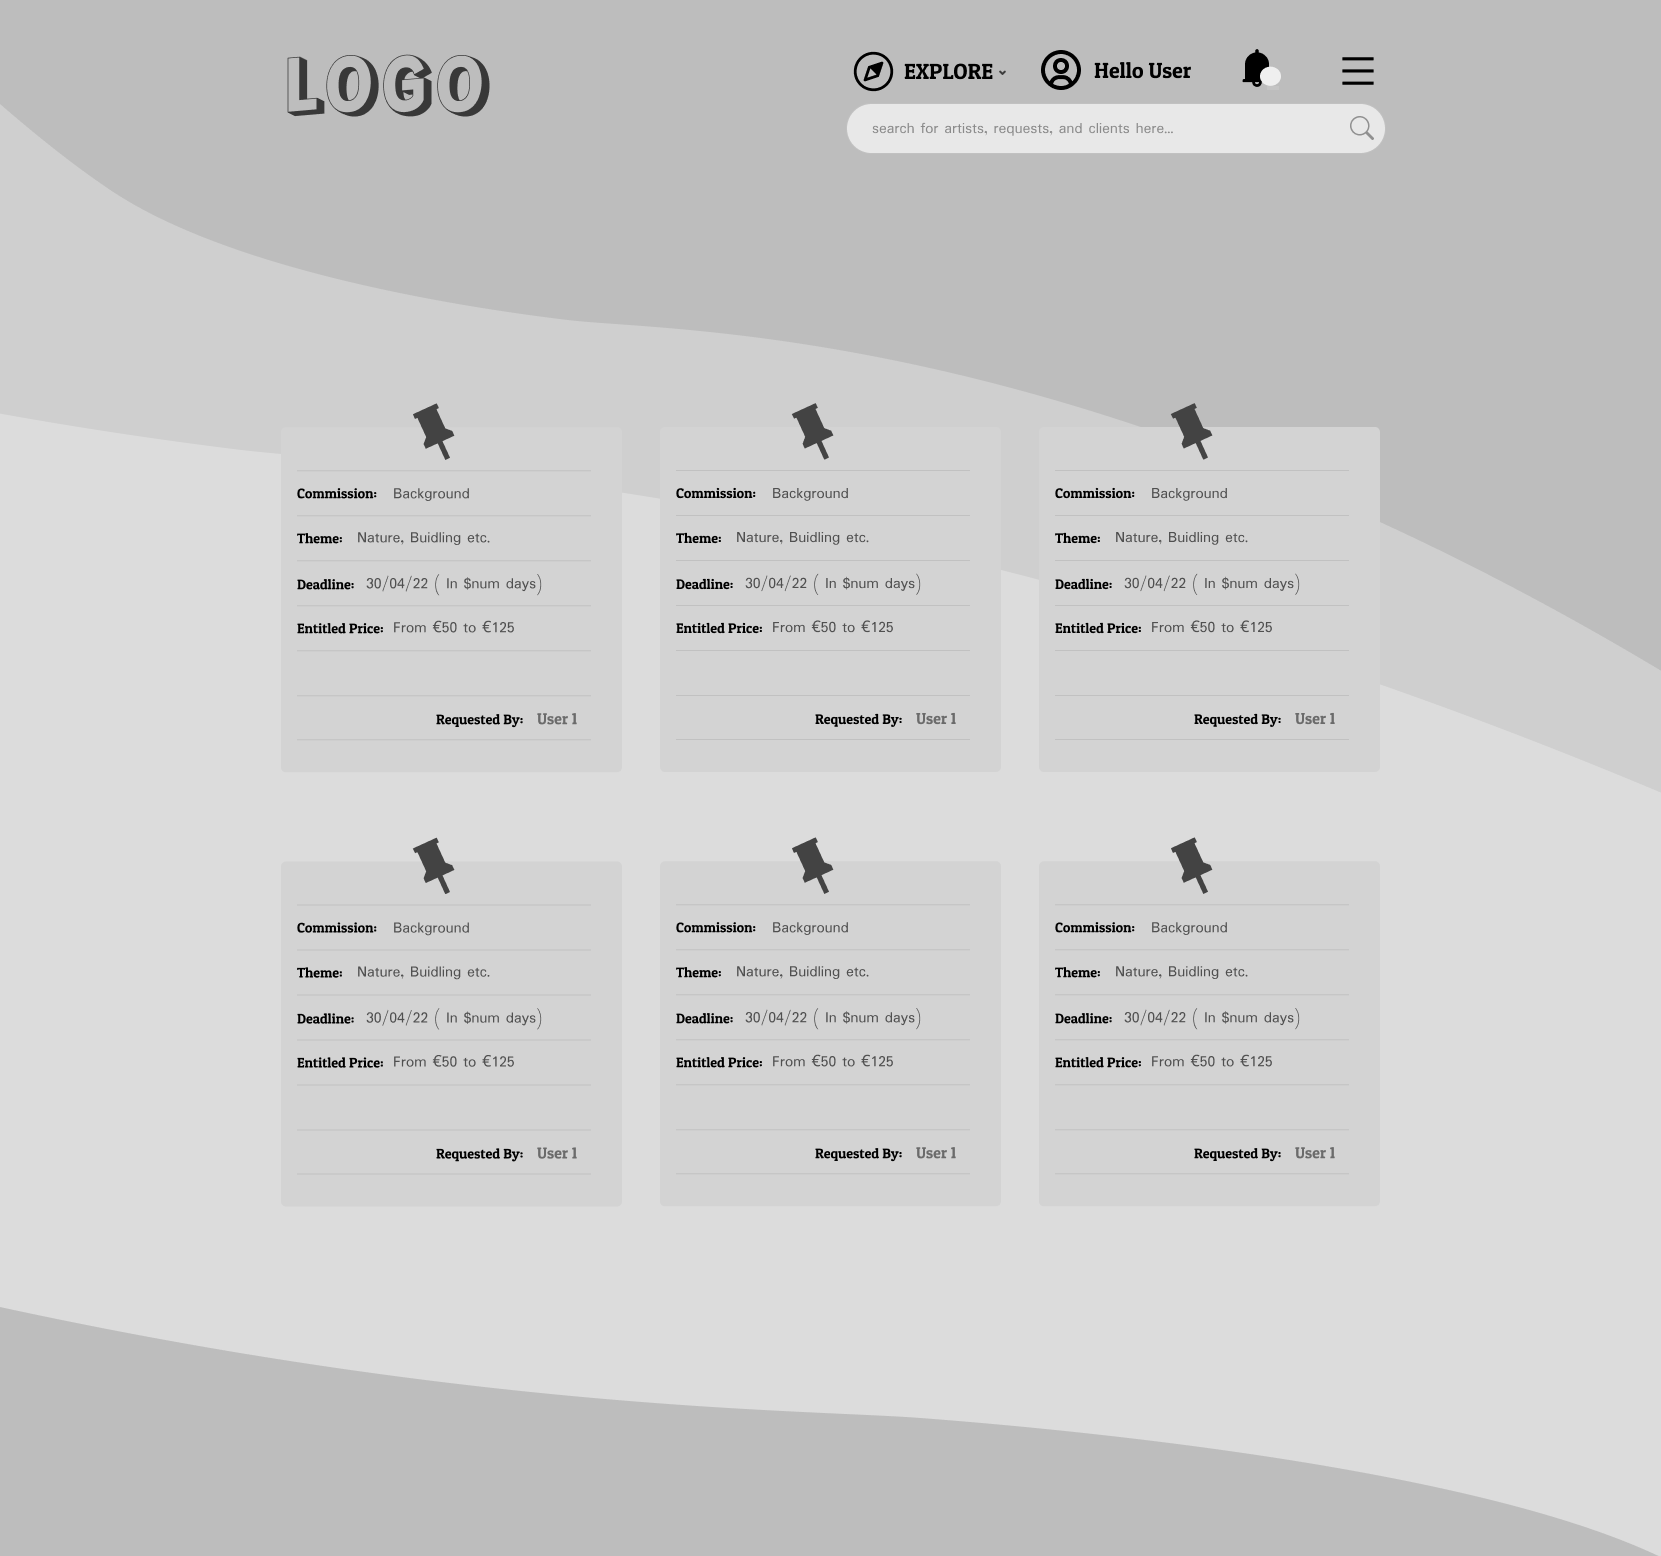 LOGO
EXPLORE
Hello User
search for artists, requests, and clients here...
Commission: Background
Theme: Nature, Buidling etc.
Deadline: 30/04/22 ( In $num days)
Entitled Price: From €50 to €125
Requested By: User 1
Commission: Background
Theme: Nature, Buidling etc.
Deadline: 30/04/22 ( In $num days)
Entitled Price: From €50 to €125
Requested By: User 1
Commission: Background
Theme: Nature, Buidling etc.
Deadline: 30/04/22 ( In $num days)
Entitled Price: From €50 to €125
Requested By: User 1
Commission: Background
Theme: Nature, Buidling etc.
Deadline: 30/04/22 ( In $num days)
Entitled Price: From €50 to €125
Requested By: User 1
Commission: Background
Theme: Nature, Buidling etc.
Deadline: 30/04/22 ( In $num days)
Entitled Price: From €50 to €125
Requested By: User 1
Commission: Background
Theme: Nature, Buidling etc.
Deadline: 30/04/22 ( In $num days)
Entitled Price: From €50 to €125
Requested By: User 1